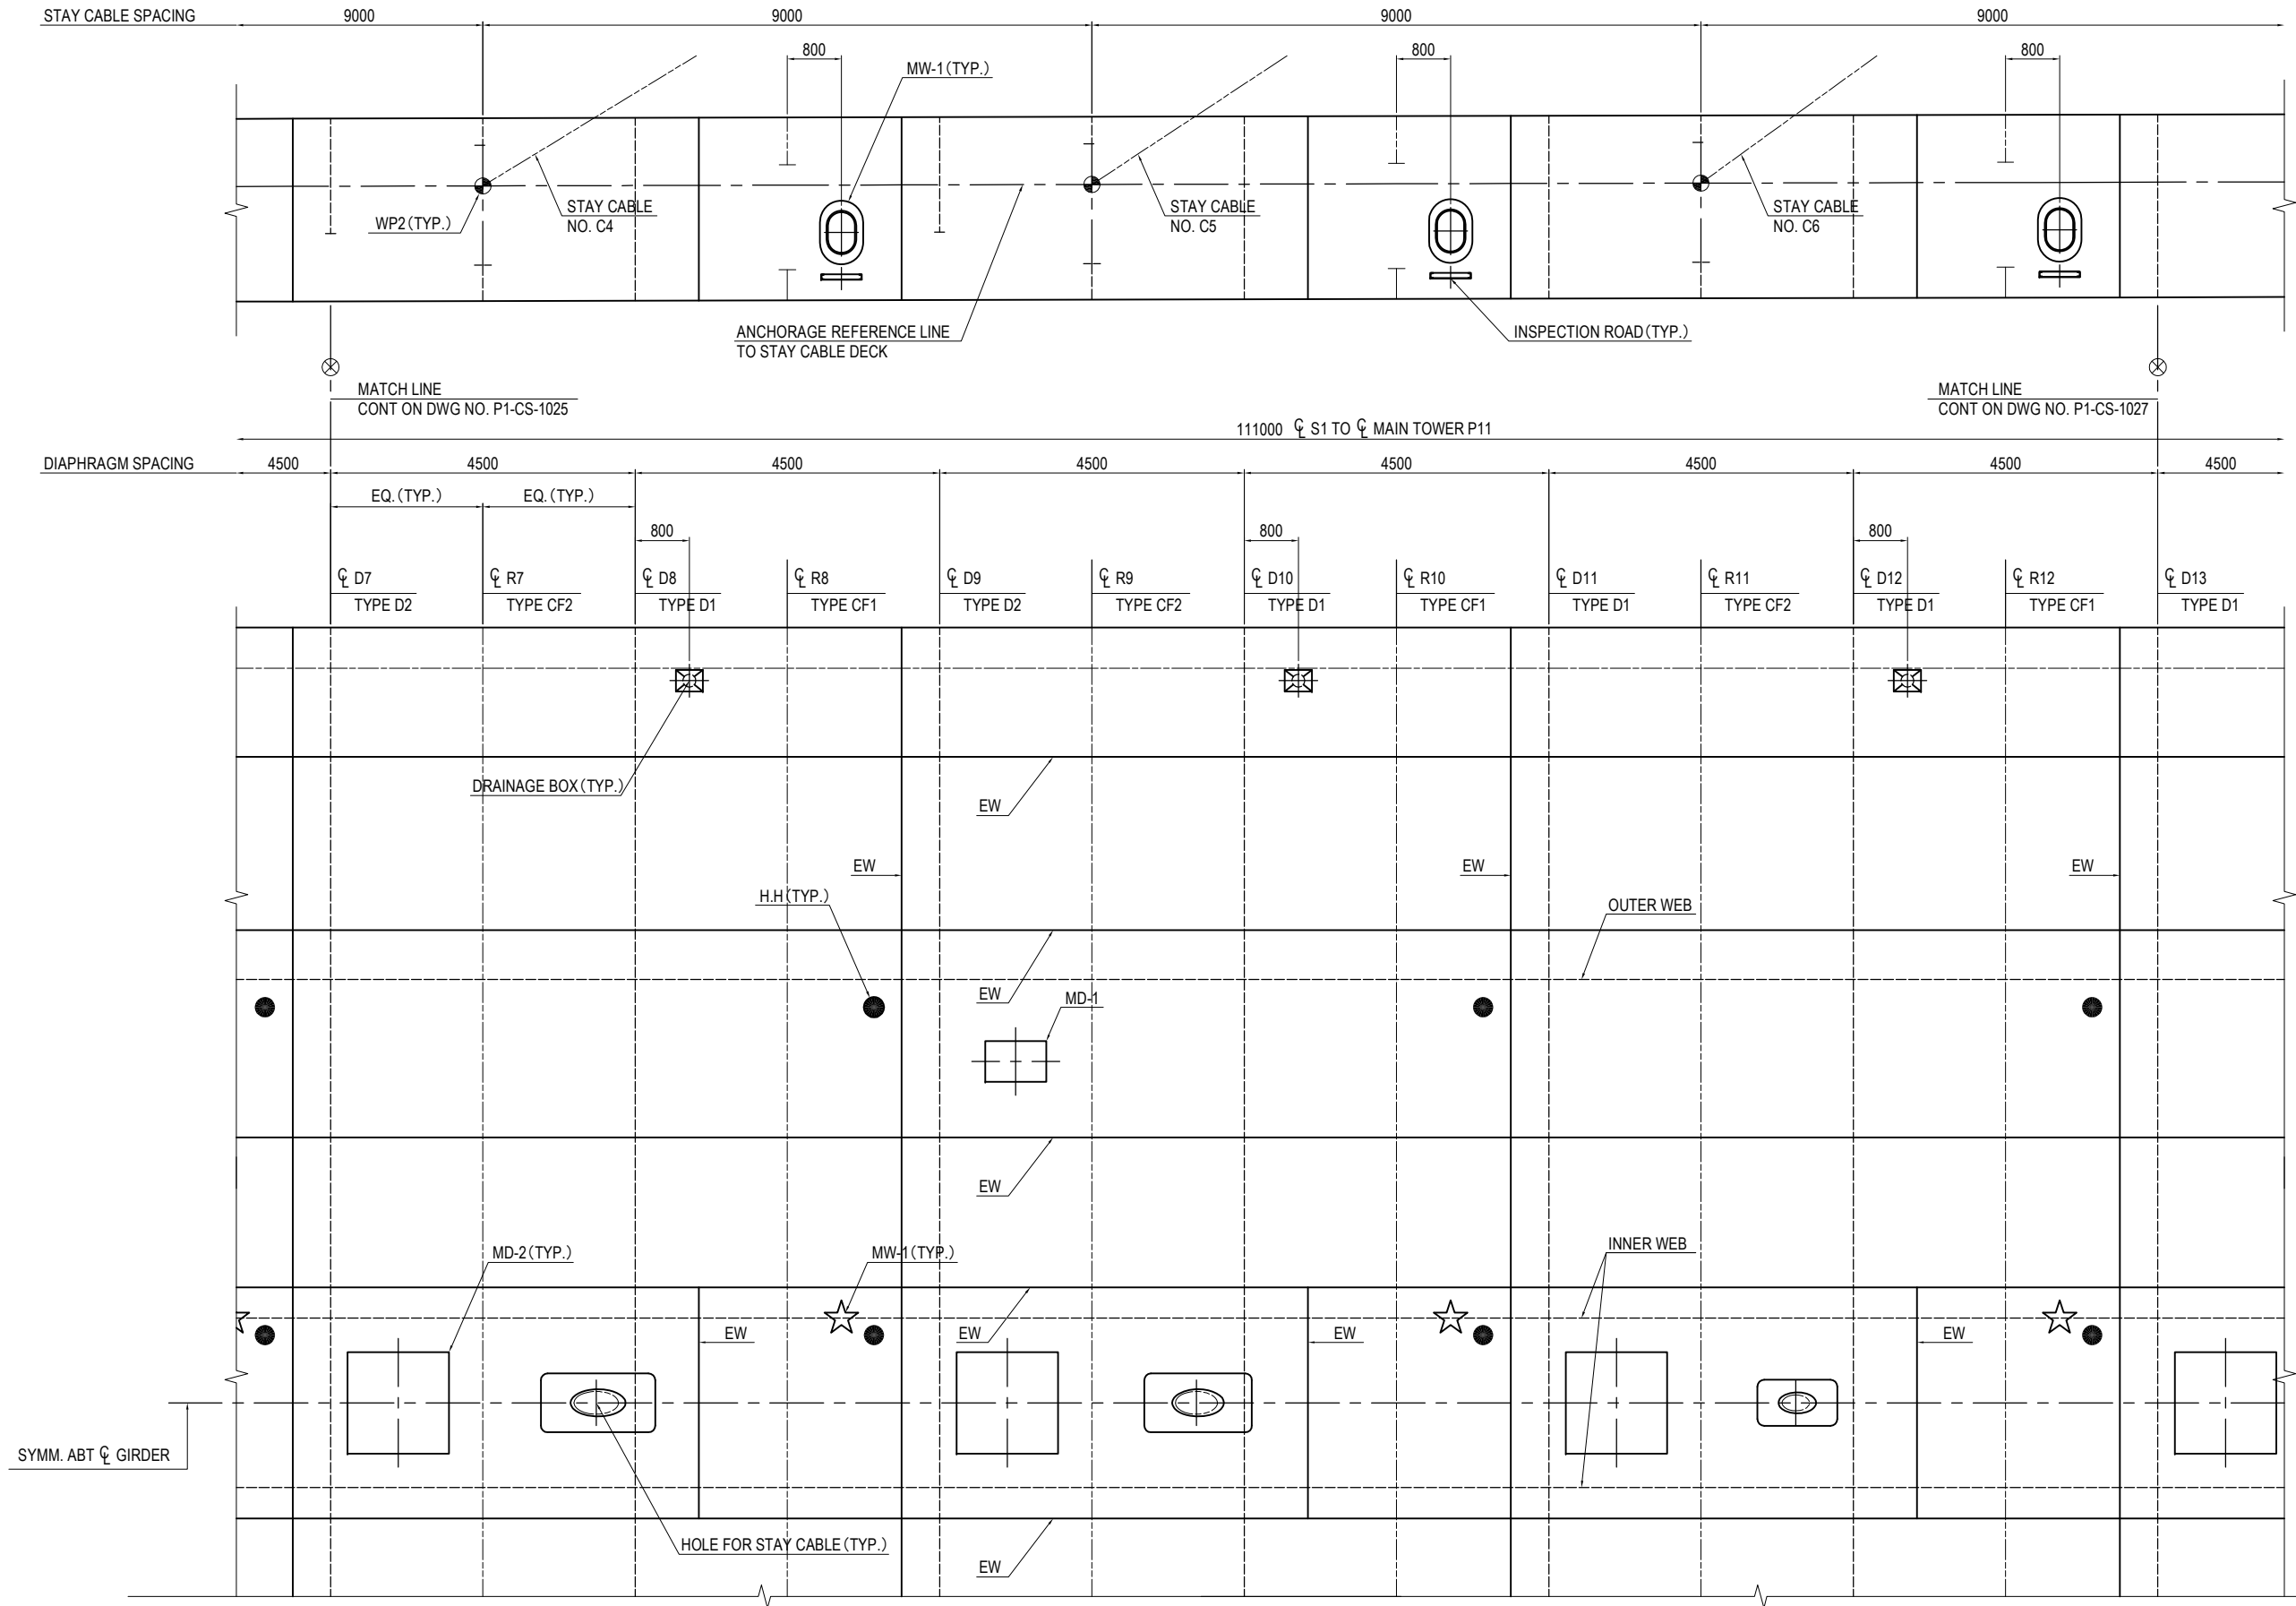 STAY CABLE SPACING 9000 9000 9000 9000
800 800 800
MW-1(TYP.)
WP2(TYP.)
STAY CABLE
NO. C4
STAY CABLE
NO. C5
STAY CABLE
NO. C6
ANCHORAGE REFERENCE LINE
TO STAY CABLE DECK
INSPECTION ROAD(TYP.)
MATCH LINE
CONT ON DWG NO. P1-CS-1025
MATCH LINE
CONT ON DWG NO. P1-CS-1027
111000 ℄ S1 TO ℄ MAIN TOWER P11
DIAPHRAGM SPACING 4500 4500 4500 4500 4500 4500 4500 4500
EQ.(TYP.) EQ.(TYP.)
800 800 800
℄ D7
TYPE D2
℄ R7
TYPE CF2
℄ D8
TYPE D1
℄ R8
TYPE CF1
℄ D9
TYPE D2
℄ R9
TYPE CF2
℄ D10
TYPE D1
℄ R10
TYPE CF1
℄ D11
TYPE D1
℄ R11
TYPE CF2
℄ D12
TYPE D1
℄ R12
TYPE CF1
℄ D13
TYPE D1
DRAINAGE BOX(TYP.)
EW
EW EW EW
H.H(TYP.)
OUTER WEB
EW
MD-1
EW
MD-2(TYP.)
MW-1(TYP.)
INNER WEB
EW EW EW EW
SYMM. ABT ℄ GIRDER
HOLE FOR STAY CABLE(TYP.)
EW